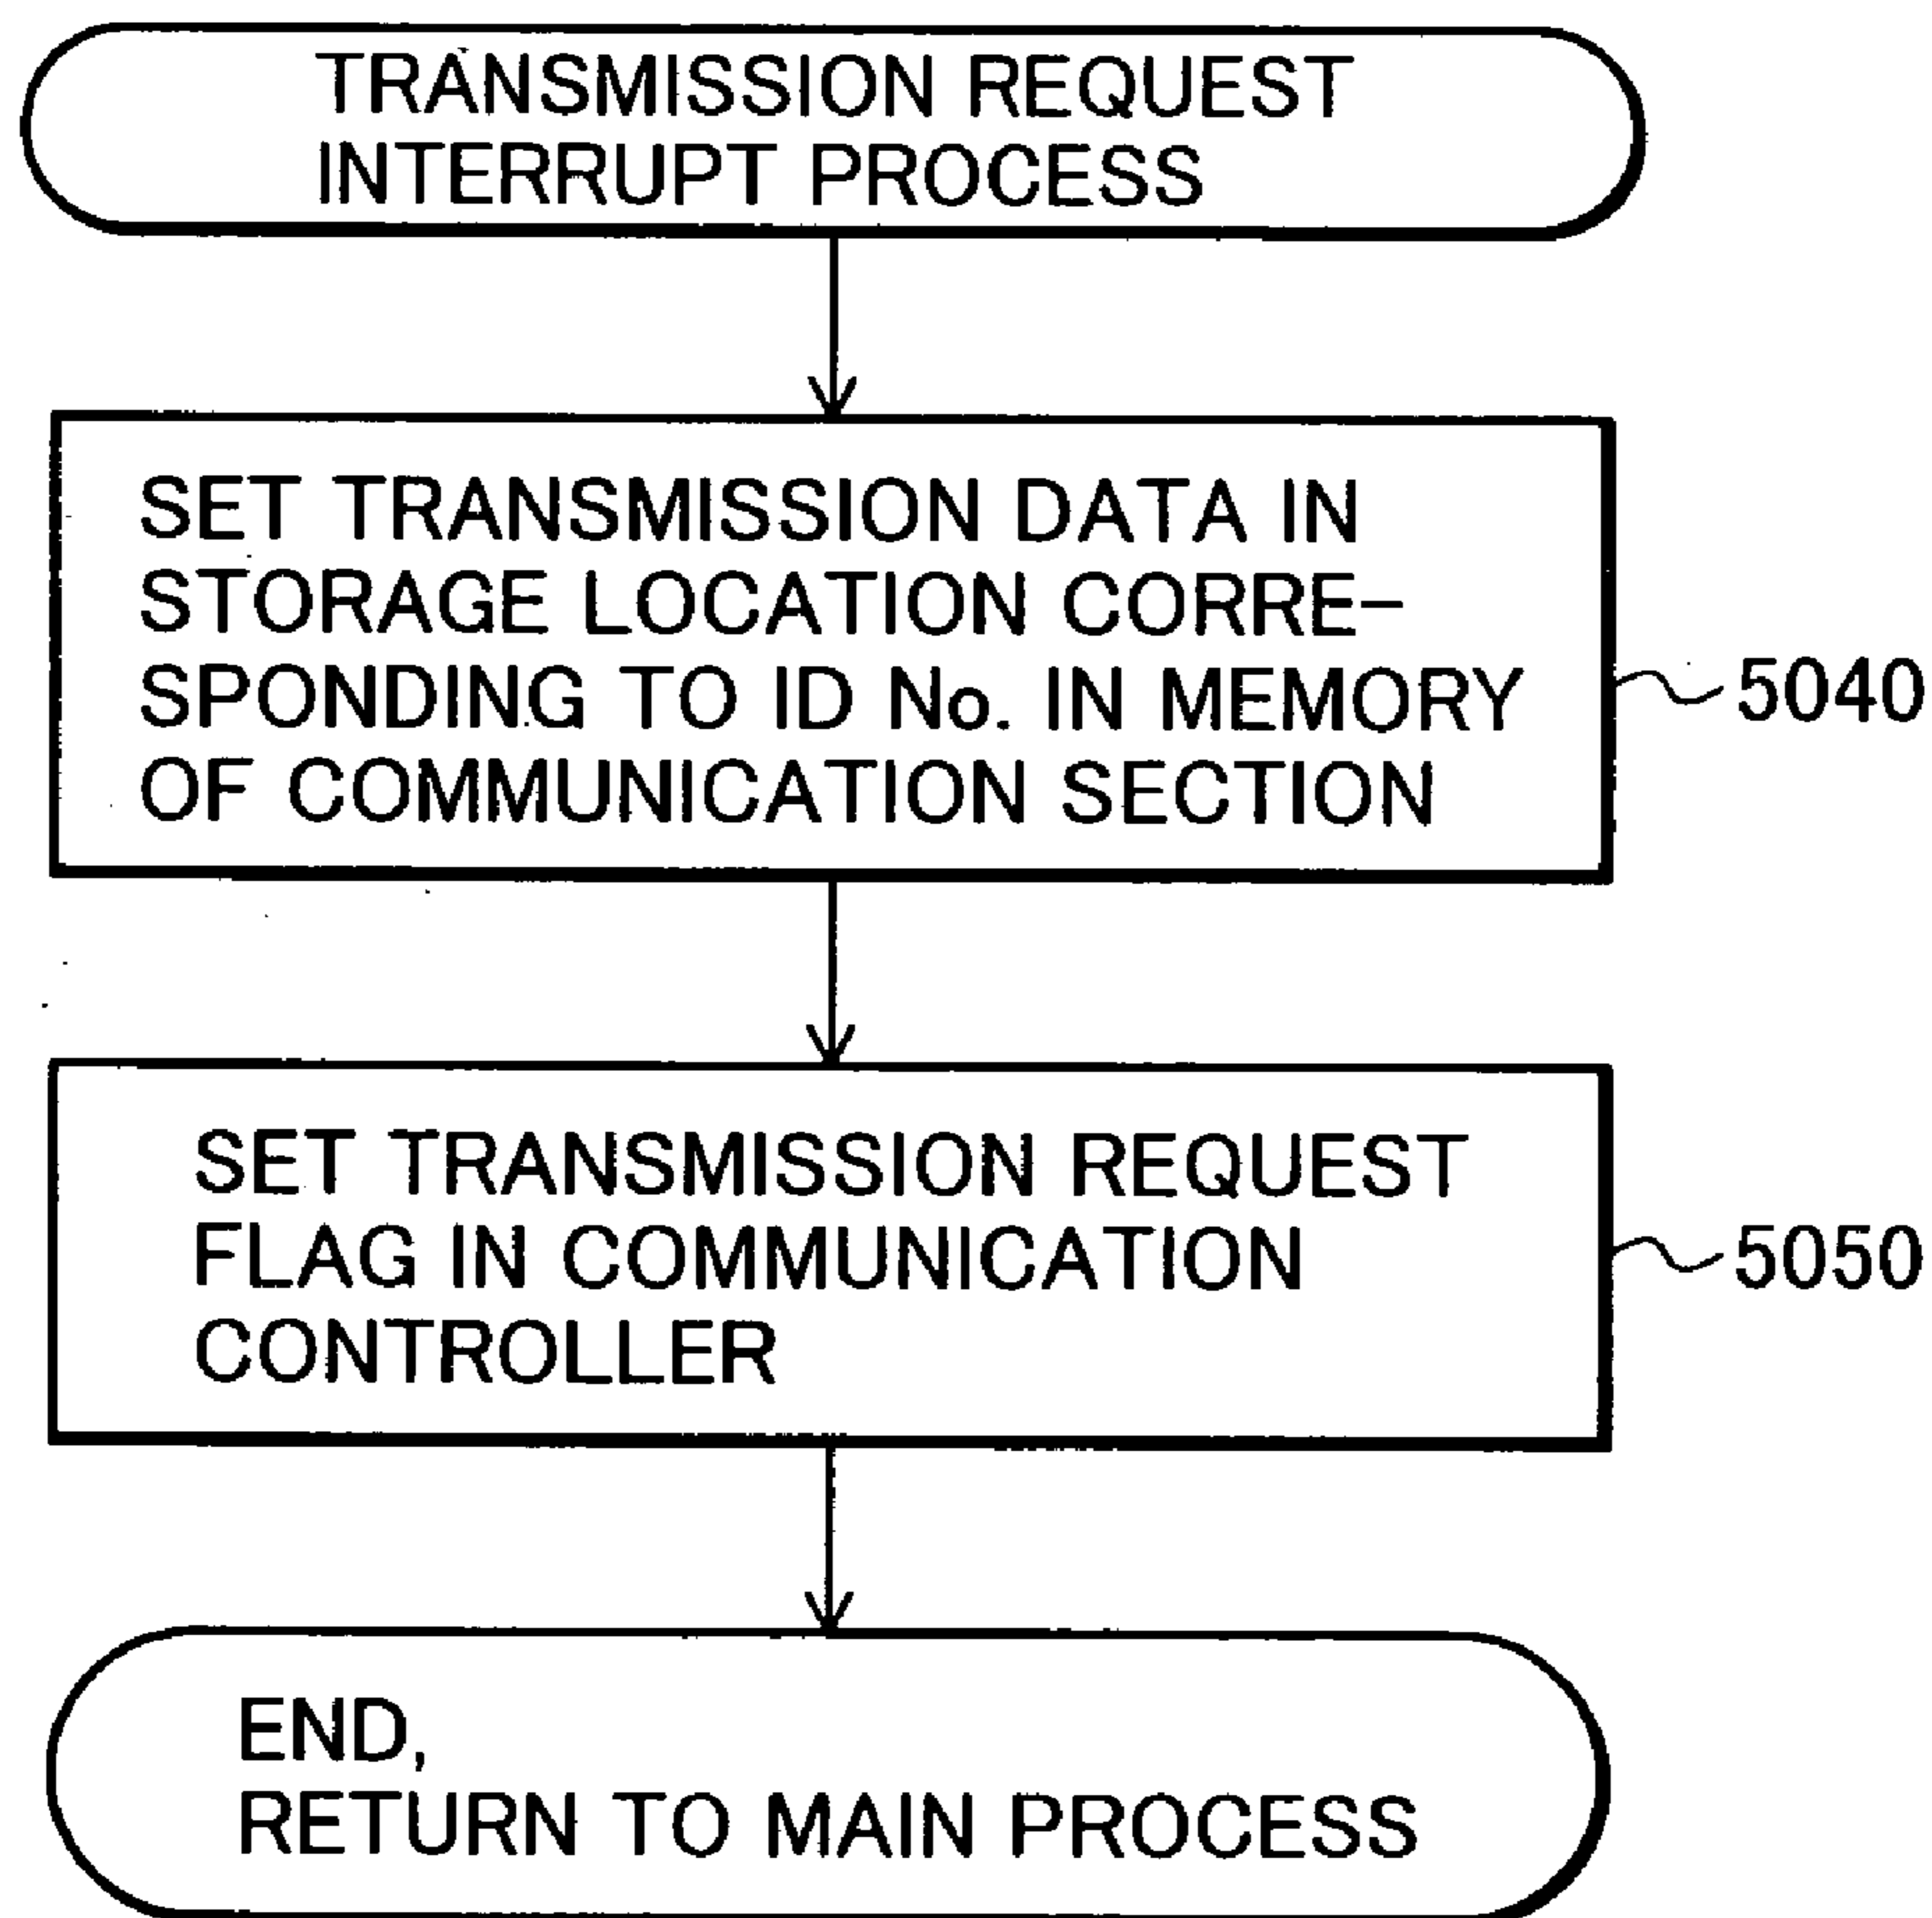 TRANSMISSION REQUEST
INTERRUPT PROCESS
SET TRANSMISSION DATA IN
STORAGE LOCATION CORRE-
SPONDING TO ID No. IN MEMORY
OF COMMUNICATION SECTION
5040
SET TRANSMISSION REQUEST
FLAG IN COMMUNICATION
CONTROLLER
5050
END,
RETURN TO MAIN PROCESS